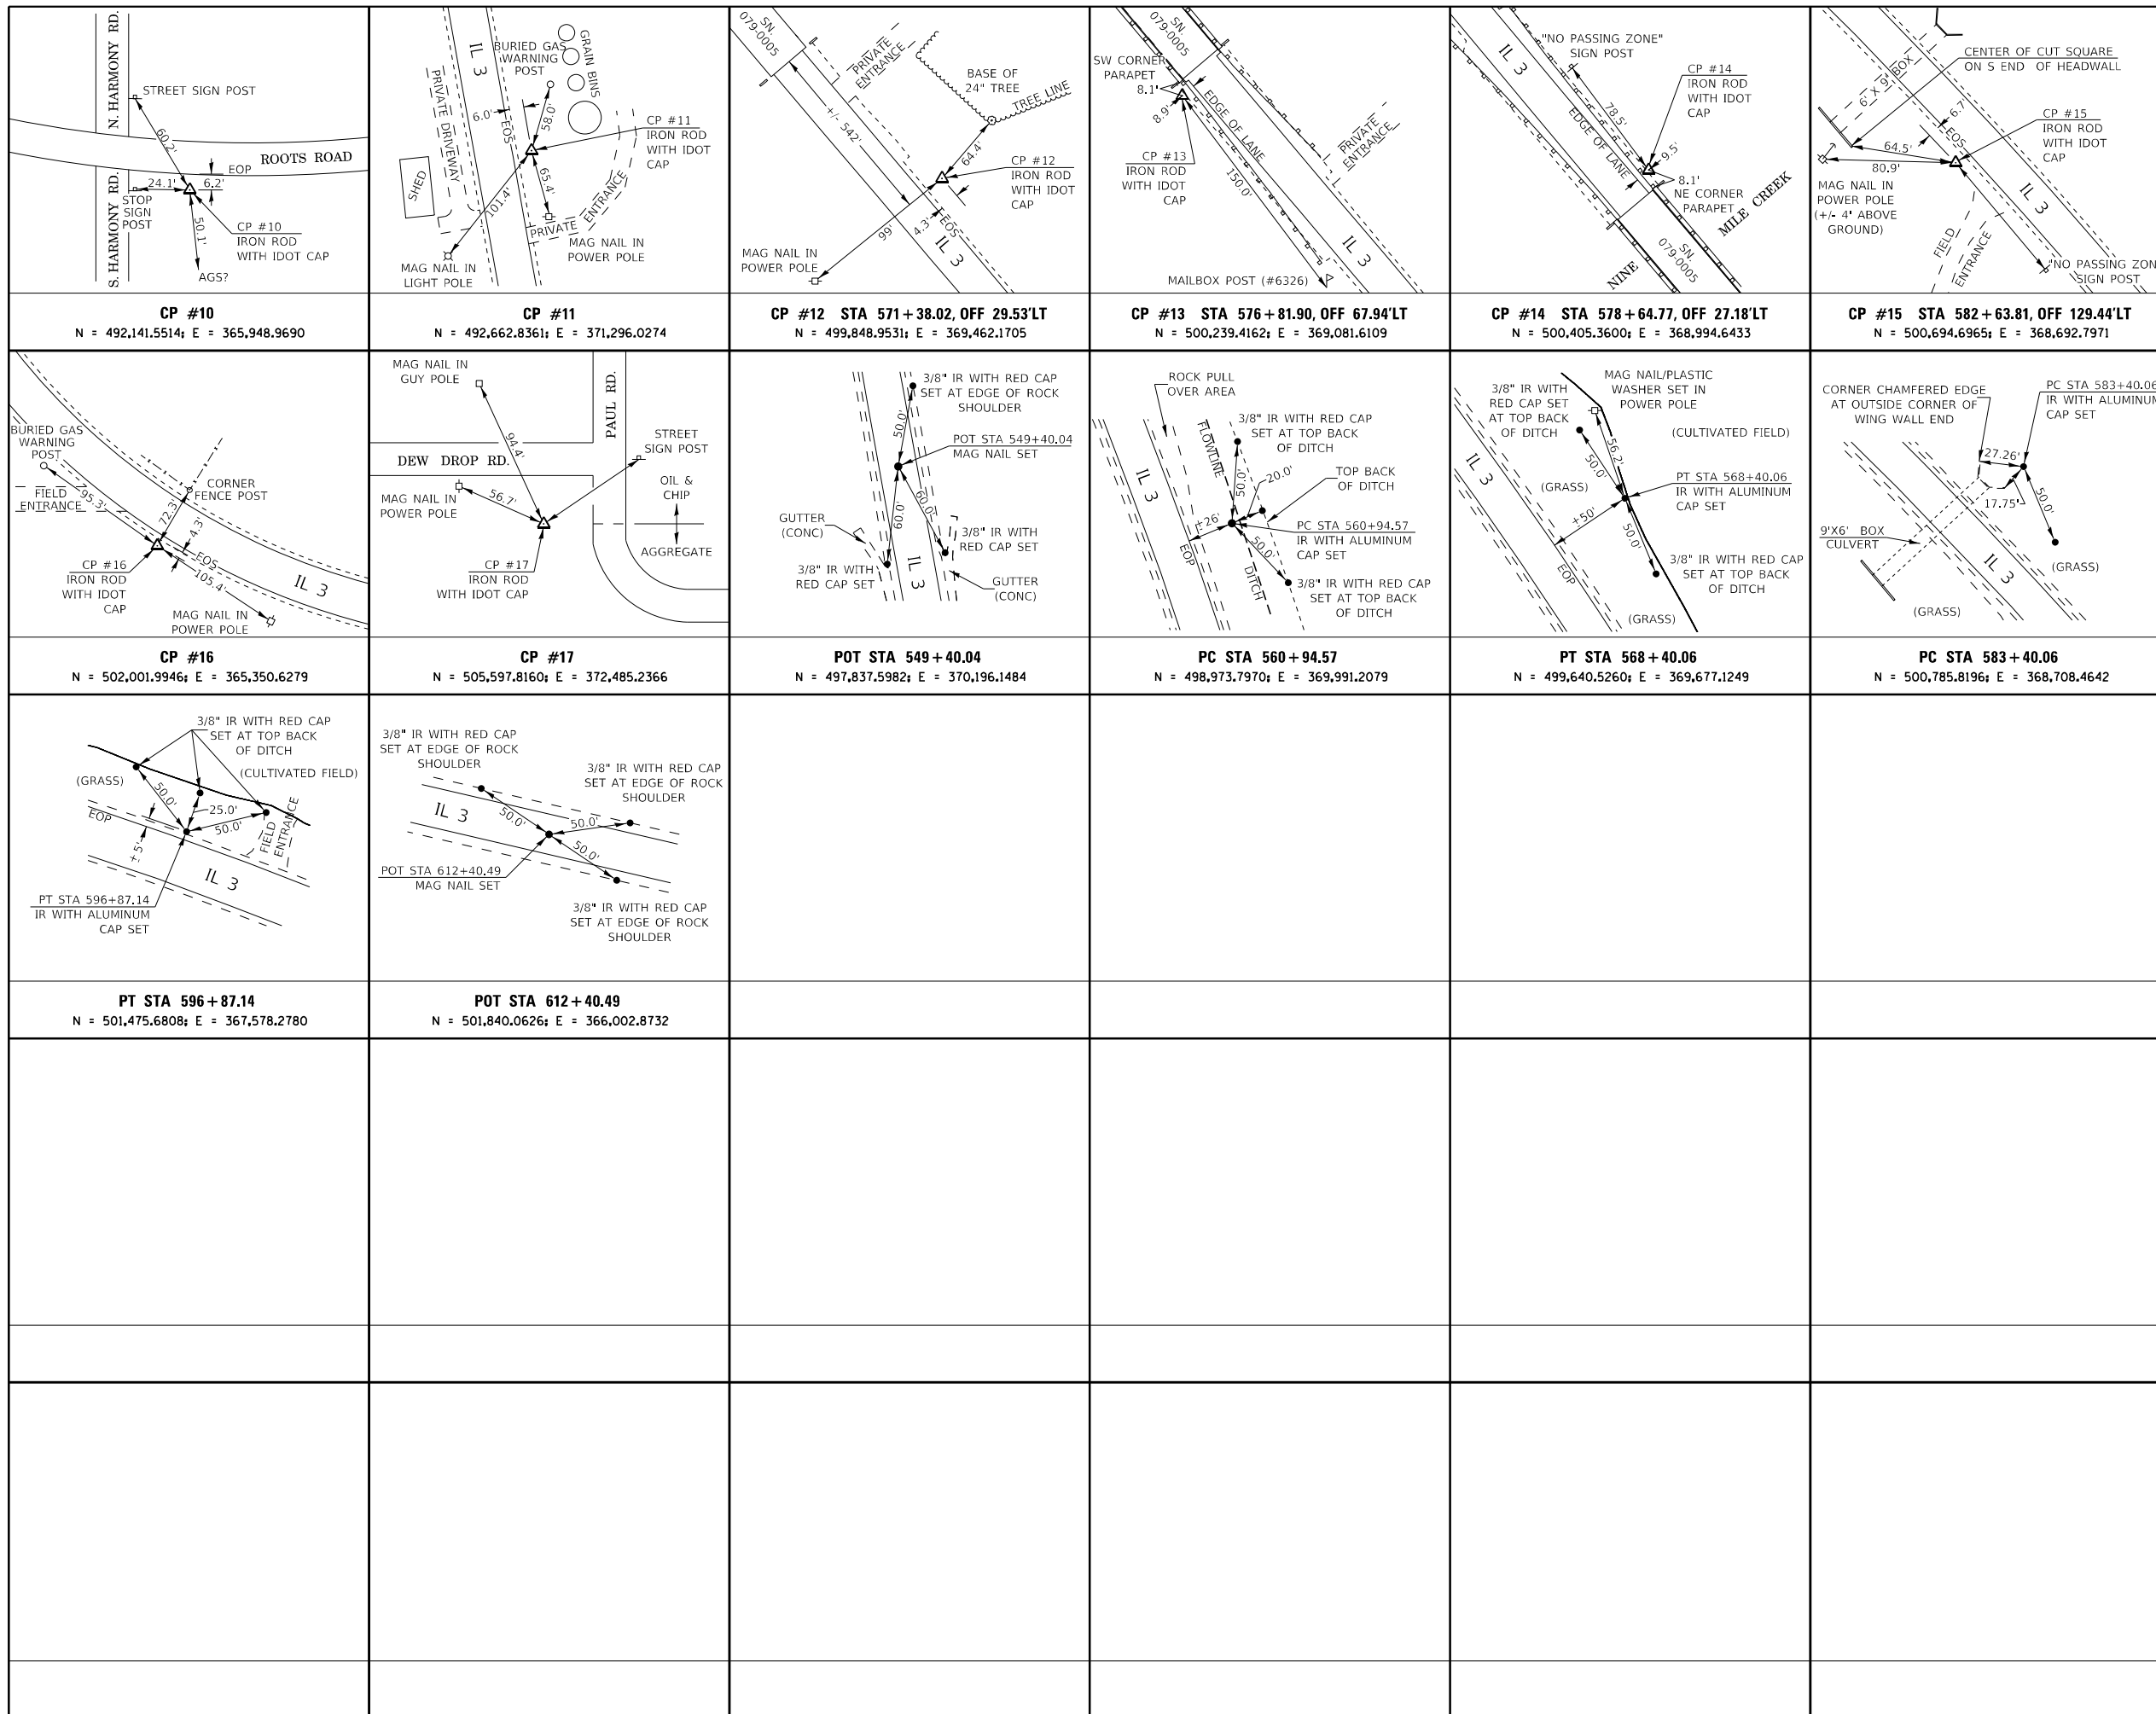 N. HARMONY RD.
STREET SIGN POST
60.2'
ROOTS ROAD
EOP
24.1'
6.2'
STOP
SIGN
POST
S. HARMONY RD.
50.1'
CP #10
IRON ROD
WITH IDOT CAP
AGS?
CP #10
N = 492,141.5514; E = 365,948.9690
IL 3
BURIED GAS
WARNING
POST
GRAIN BINS
PRIVATE DRIVEWAY
6.0'
EOS
58.0'
CP #11
IRON ROD
WITH IDOT
CAP
SHED
101.4'
65.4'
PRIVATE
ENTRANCE
MAG NAIL IN
POWER POLE
MAG NAIL IN
LIGHT POLE
CP #11
N = 492,662.8361; E = 371,296.0274
SN.
079-0005
PRIVATE
ENTRANCE
BASE OF
24" TREE
TREE LINE
+/- 542'
64.4'
CP #12
IRON ROD
WITH IDOT
CAP
99'
4.3'
EOS
IL 3
MAG NAIL IN
POWER POLE
CP #12 STA 571+38.02, OFF 29.53'LT
N = 499,848.9531; E = 369,462.1705
SN.
079-0005
SW CORNER
PARAPET
8.1'
8.9'
EDGE OF LANE
150.0'
PRIVATE
ENTRANCE
CP #13
IRON ROD
WITH IDOT
CAP
IL 3
MAILBOX POST (#6326)
CP #13 STA 576+81.90, OFF 67.94'LT
N = 500,239.4162; E = 369,081.6109
IL 3
"NO PASSING ZONE"
SIGN POST
CP #14
IRON ROD
WITH IDOT
CAP
78.5'
EDGE OF LANE
9.5'
8.1'
NE CORNER
PARAPET
NINE
MILE CREEK
SN.
079-0005
CP #14 STA 578+64.77, OFF 27.18'LT
N = 500,405.3600; E = 368,994.6433
CENTER OF CUT SQUARE
ON S END OF HEADWALL
6' X 9' BOX
6.7'
EOS
CP #15
IRON ROD
WITH IDOT
CAP
64.5'
80.9'
MAG NAIL IN
POWER POLE
(+/- 4' ABOVE
GROUND)
IL 3
FIELD
ENTRANCE
"NO PASSING ZON
SIGN POST
CP #15 STA 582+63.81, OFF 129.44'LT
N = 500,694.6965; E = 368,692.7971
BURIED GAS
WARNING
POST
FIELD
ENTRANCE
95.3'
CORNER
FENCE POST
72.3'
4.3'
EOS
105.4'
IL 3
CP #16
IRON ROD
WITH IDOT
CAP
MAG NAIL IN
POWER POLE
CP #16
N = 502,001.9946; E = 365,350.6279
MAG NAIL IN
GUY POLE
PAUL RD.
94.4'
STREET
SIGN POST
DEW DROP RD.
MAG NAIL IN
POWER POLE
56.7'
OIL &
CHIP
AGGREGATE
CP #17
IRON ROD
WITH IDOT CAP
CP #17
N = 505,597.8160; E = 372,485.2366
3/8" IR WITH RED CAP
SET AT EDGE OF ROCK
SHOULDER
50.0'
POT STA 549+40.04
MAG NAIL SET
60.0'
60.0'
GUTTER
(CONC)
3/8" IR WITH
RED CAP SET
3/8" IR WITH
RED CAP SET
IL 3
GUTTER
(CONC)
POT STA 549+40.04
N = 497,837.5982; E = 370,196.1484
ROCK PULL
OVER AREA
FLOWLINE
3/8" IR WITH RED CAP
SET AT TOP BACK
OF DITCH
50.0'
20.0'
TOP BACK
OF DITCH
IL 3
±26'
PC STA 560+94.57
IR WITH ALUMINUM
CAP SET
EOP
50.0'
DITCH
3/8" IR WITH RED CAP
SET AT TOP BACK
OF DITCH
PC STA 560+94.57
N = 498,973.7970; E = 369,991.2079
3/8" IR WITH
RED CAP SET
AT TOP BACK
OF DITCH
MAG NAIL/PLASTIC
WASHER SET IN
POWER POLE
(CULTIVATED FIELD)
56.2'
50.0'
IL 3
(GRASS)
PT STA 568+40.06
IR WITH ALUMINUM
CAP SET
±50'
50.0'
EOP
3/8" IR WITH RED CAP
SET AT TOP BACK
OF DITCH
(GRASS)
PT STA 568+40.06
N = 499,640.5260; E = 369,677.1249
CORNER CHAMFERED EDGE
AT OUTSIDE CORNER OF
WING WALL END
PC STA 583+40.06
IR WITH ALUMINUM
CAP SET
27.26'
17.75'
50.0'
9'X6' BOX
CULVERT
IL 3
(GRASS)
(GRASS)
PC STA 583+40.06
N = 500,785.8196; E = 368,708.4642
3/8" IR WITH RED CAP
SET AT TOP BACK
OF DITCH
(GRASS)
(CULTIVATED FIELD)
50.0'
25.0'
50.0'
EOP
±5'
FIELD
ENTRANCE
IL 3
PT STA 596+87.14
IR WITH ALUMINUM
CAP SET
PT STA 596+87.14
N = 501,475.6808; E = 367,578.2780
3/8" IR WITH RED CAP
SET AT EDGE OF ROCK
SHOULDER
3/8" IR WITH RED CAP
SET AT EDGE OF ROCK
SHOULDER
IL 3
50.0'
50.0'
50.0'
POT STA 612+40.49
MAG NAIL SET
3/8" IR WITH RED CAP
SET AT EDGE OF ROCK
SHOULDER
POT STA 612+40.49
N = 501,840.0626; E = 366,002.8732